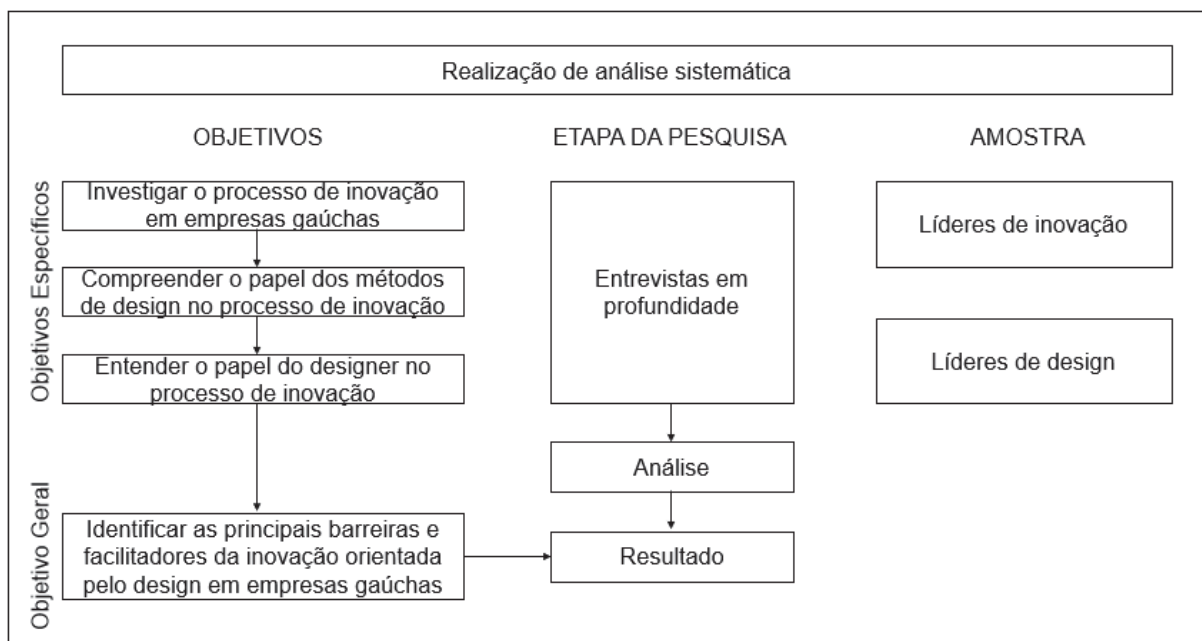 Realização de análise sistemática
OBJETIVOS
ETAPA DA PESQUISA
AMOSTRA
Objetivos Específicos
Investigar o processo de inovação
em empresas gaúchas
Compreender o papel dos métodos
de design no processo de inovação
Entender o papel do designer no
processo de inovação
Entrevistas em
profundidade
Líderes de inovação
Líderes de design
Análise
Objetivo Geral
Identificar as principais barreiras e
facilitadores da inovação orientada
pelo design em empresas gaúchas
Resultado